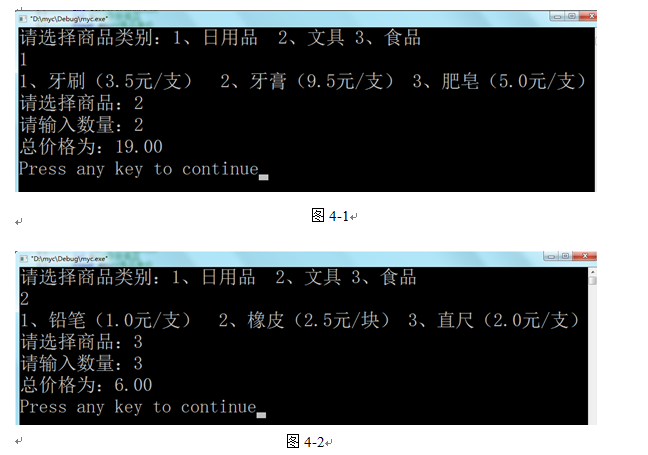 "D:\myc\Debug\myc.exe"
请选择商品类别：1、日用品  2、文具 3、食品
1
1、牙刷（3.5元/支）  2、牙膏（9.5元/支） 3、肥皂（5.0元/支）
请选择商品：2
请输入数量：2
总价格为：19.00
Press any key to continue
图 4-1
"D:\myc\Debug\myc.exe"
请选择商品类别：1、日用品  2、文具 3、食品
2
1、铅笔（1.0元/支）  2、橡皮（2.5元/块） 3、直尺（2.0元/支）
请选择商品：3
请输入数量：3
总价格为：6.00
Press any key to continue
图 4-2